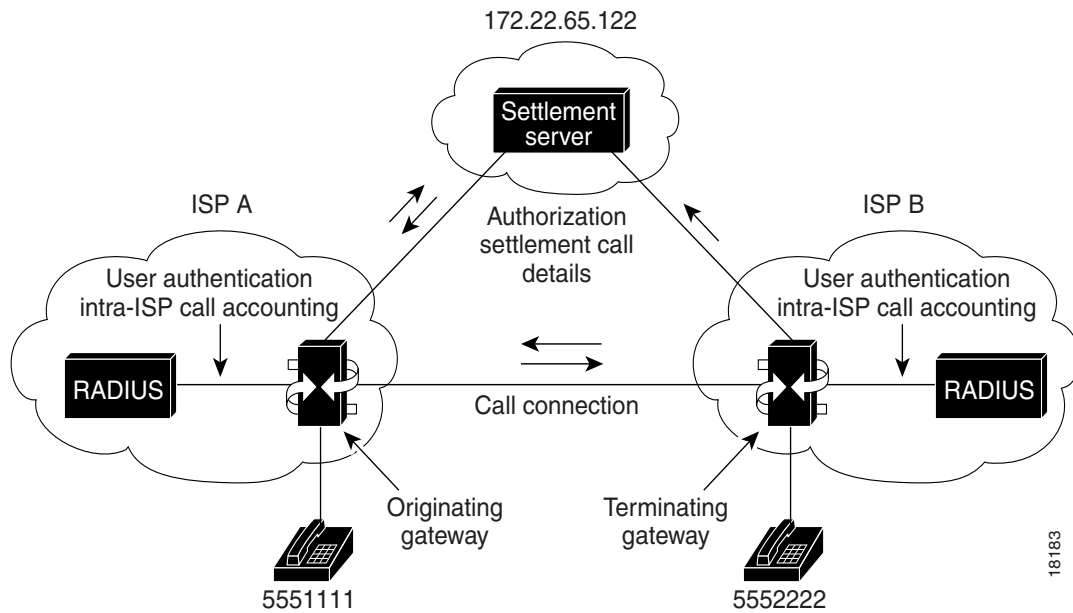 172.22.65.122
Settlement
server
ISP A
Authorization
settlement call
details
ISP B
User authentication
intra-ISP call accounting
User authentication
intra-ISP call accounting
RADIUS
Call connection
RADIUS
Originating
gateway
Terminating
gateway
5551111
5552222
18183